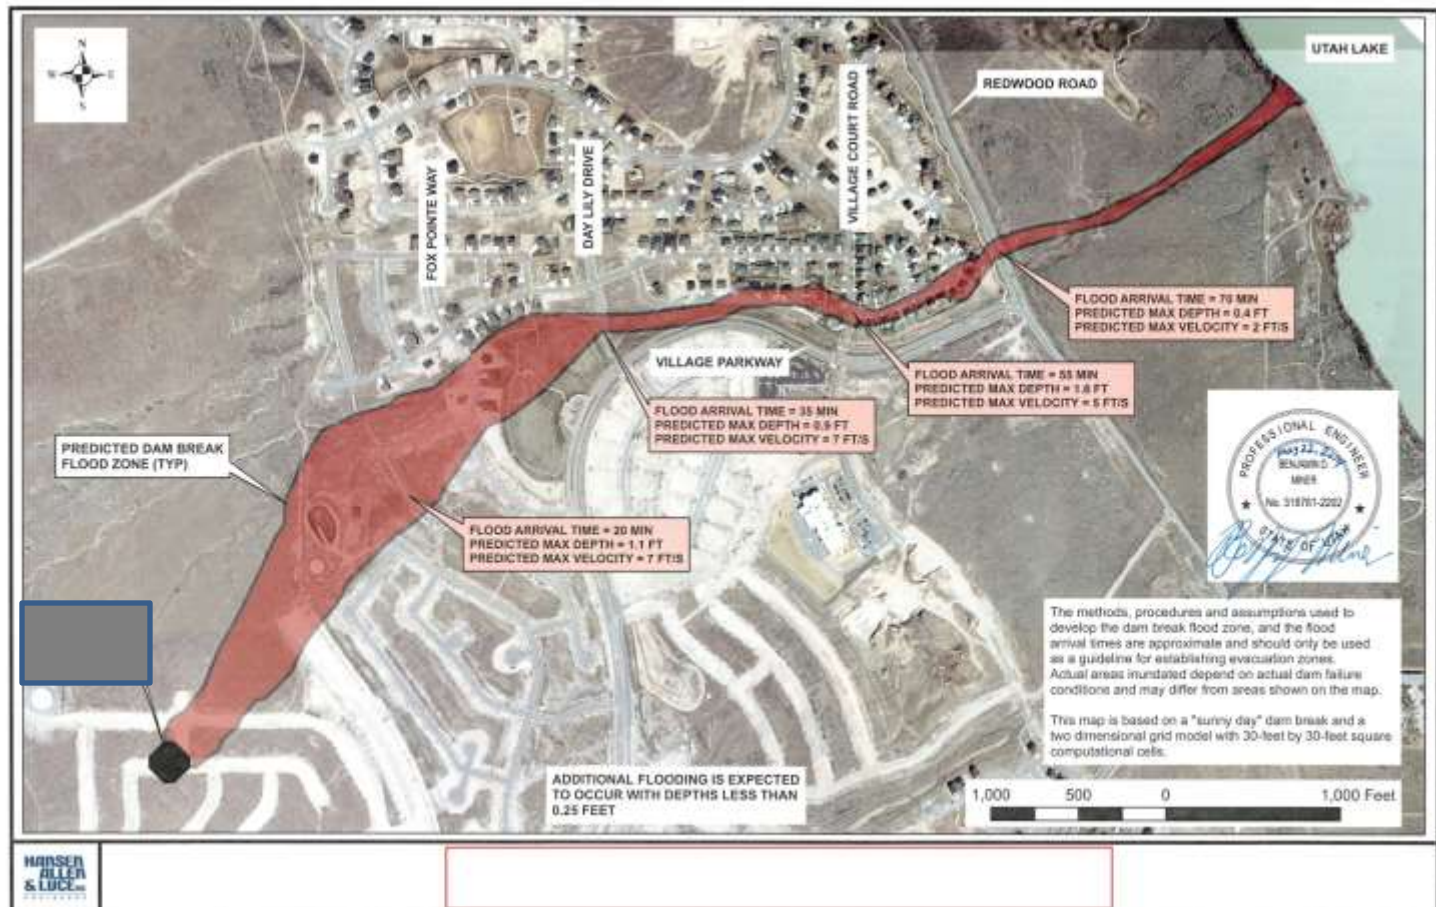 N
W E
S
UTAH LAKE
REDWOOD ROAD
VILLAGE COURT ROAD
DAY LILY DRIVE
FOX POINTE WAY
FLOOD ARRIVAL TIME = 70 MIN
PREDICTED MAX DEPTH = 0.4 FT
PREDICTED MAX VELOCITY = 2 FT/S
VILLAGE PARKWAY
FLOOD ARRIVAL TIME = 55 MIN
PREDICTED MAX DEPTH = 1.6 FT
PREDICTED MAX VELOCITY = 5 FT/S
FLOOD ARRIVAL TIME = 35 MIN
PREDICTED MAX DEPTH = 0.9 FT
PREDICTED MAX VELOCITY = 7 FT/S
PREDICTED DAM BREAK
FLOOD ZONE (TYP)
FLOOD ARRIVAL TIME = 20 MIN
PREDICTED MAX DEPTH = 1.1 FT
PREDICTED MAX VELOCITY = 7 FT/S
PROFESSIONAL ENGINEER
BENJAMIN D.
MINER
No. 318761-2202
STATE OF UTAH
The methods, procedures and assumptions used to
develop the dam break flood zone, and the flood
arrival times are approximate and should only be used
as a guideline for establishing evacuation zones.
Actual areas inundated depend on actual dam failure
conditions and may differ from areas shown on the map.
This map is based on a "sunny day" dam break and a
two dimensional grid model with 30-feet by 30-feet square
computational cells.
ADDITIONAL FLOODING IS EXPECTED
TO OCCUR WITH DEPTHS LESS THAN
0.25 FEET
1,000 500 0 1,000 Feet
HANSEN
ALLEN
& LUCE INC
ENGINEERS